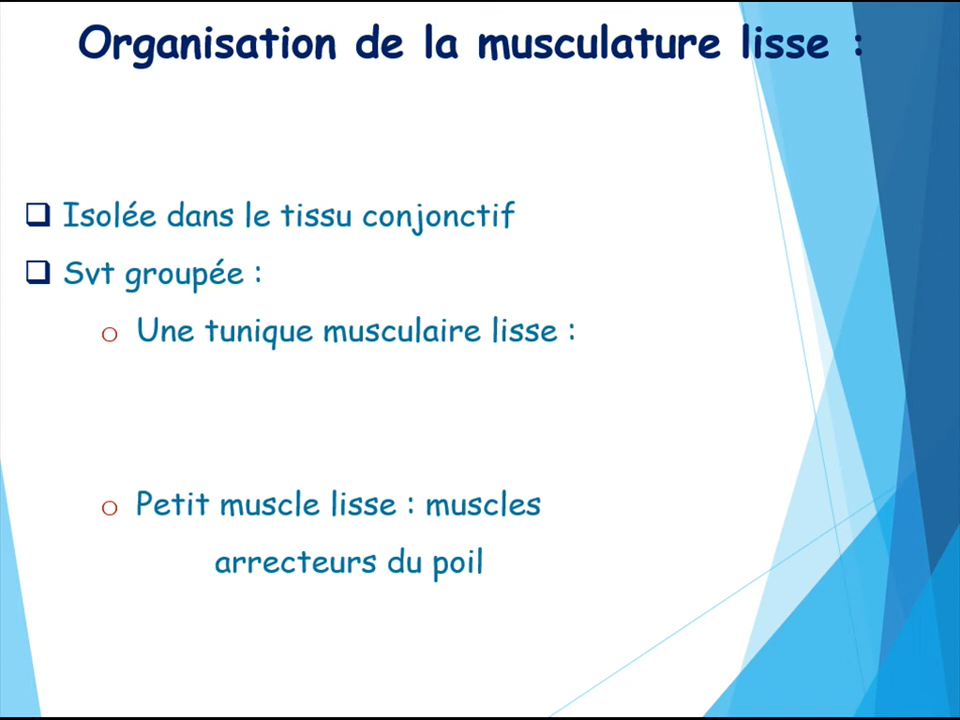 Organisation de la musculature lisse :
❑ Isolée dans le tissu conjonctif
❑ Svt groupée :
o Une tunique musculaire lisse :
o Petit muscle lisse : muscles
arrecteurs du poil